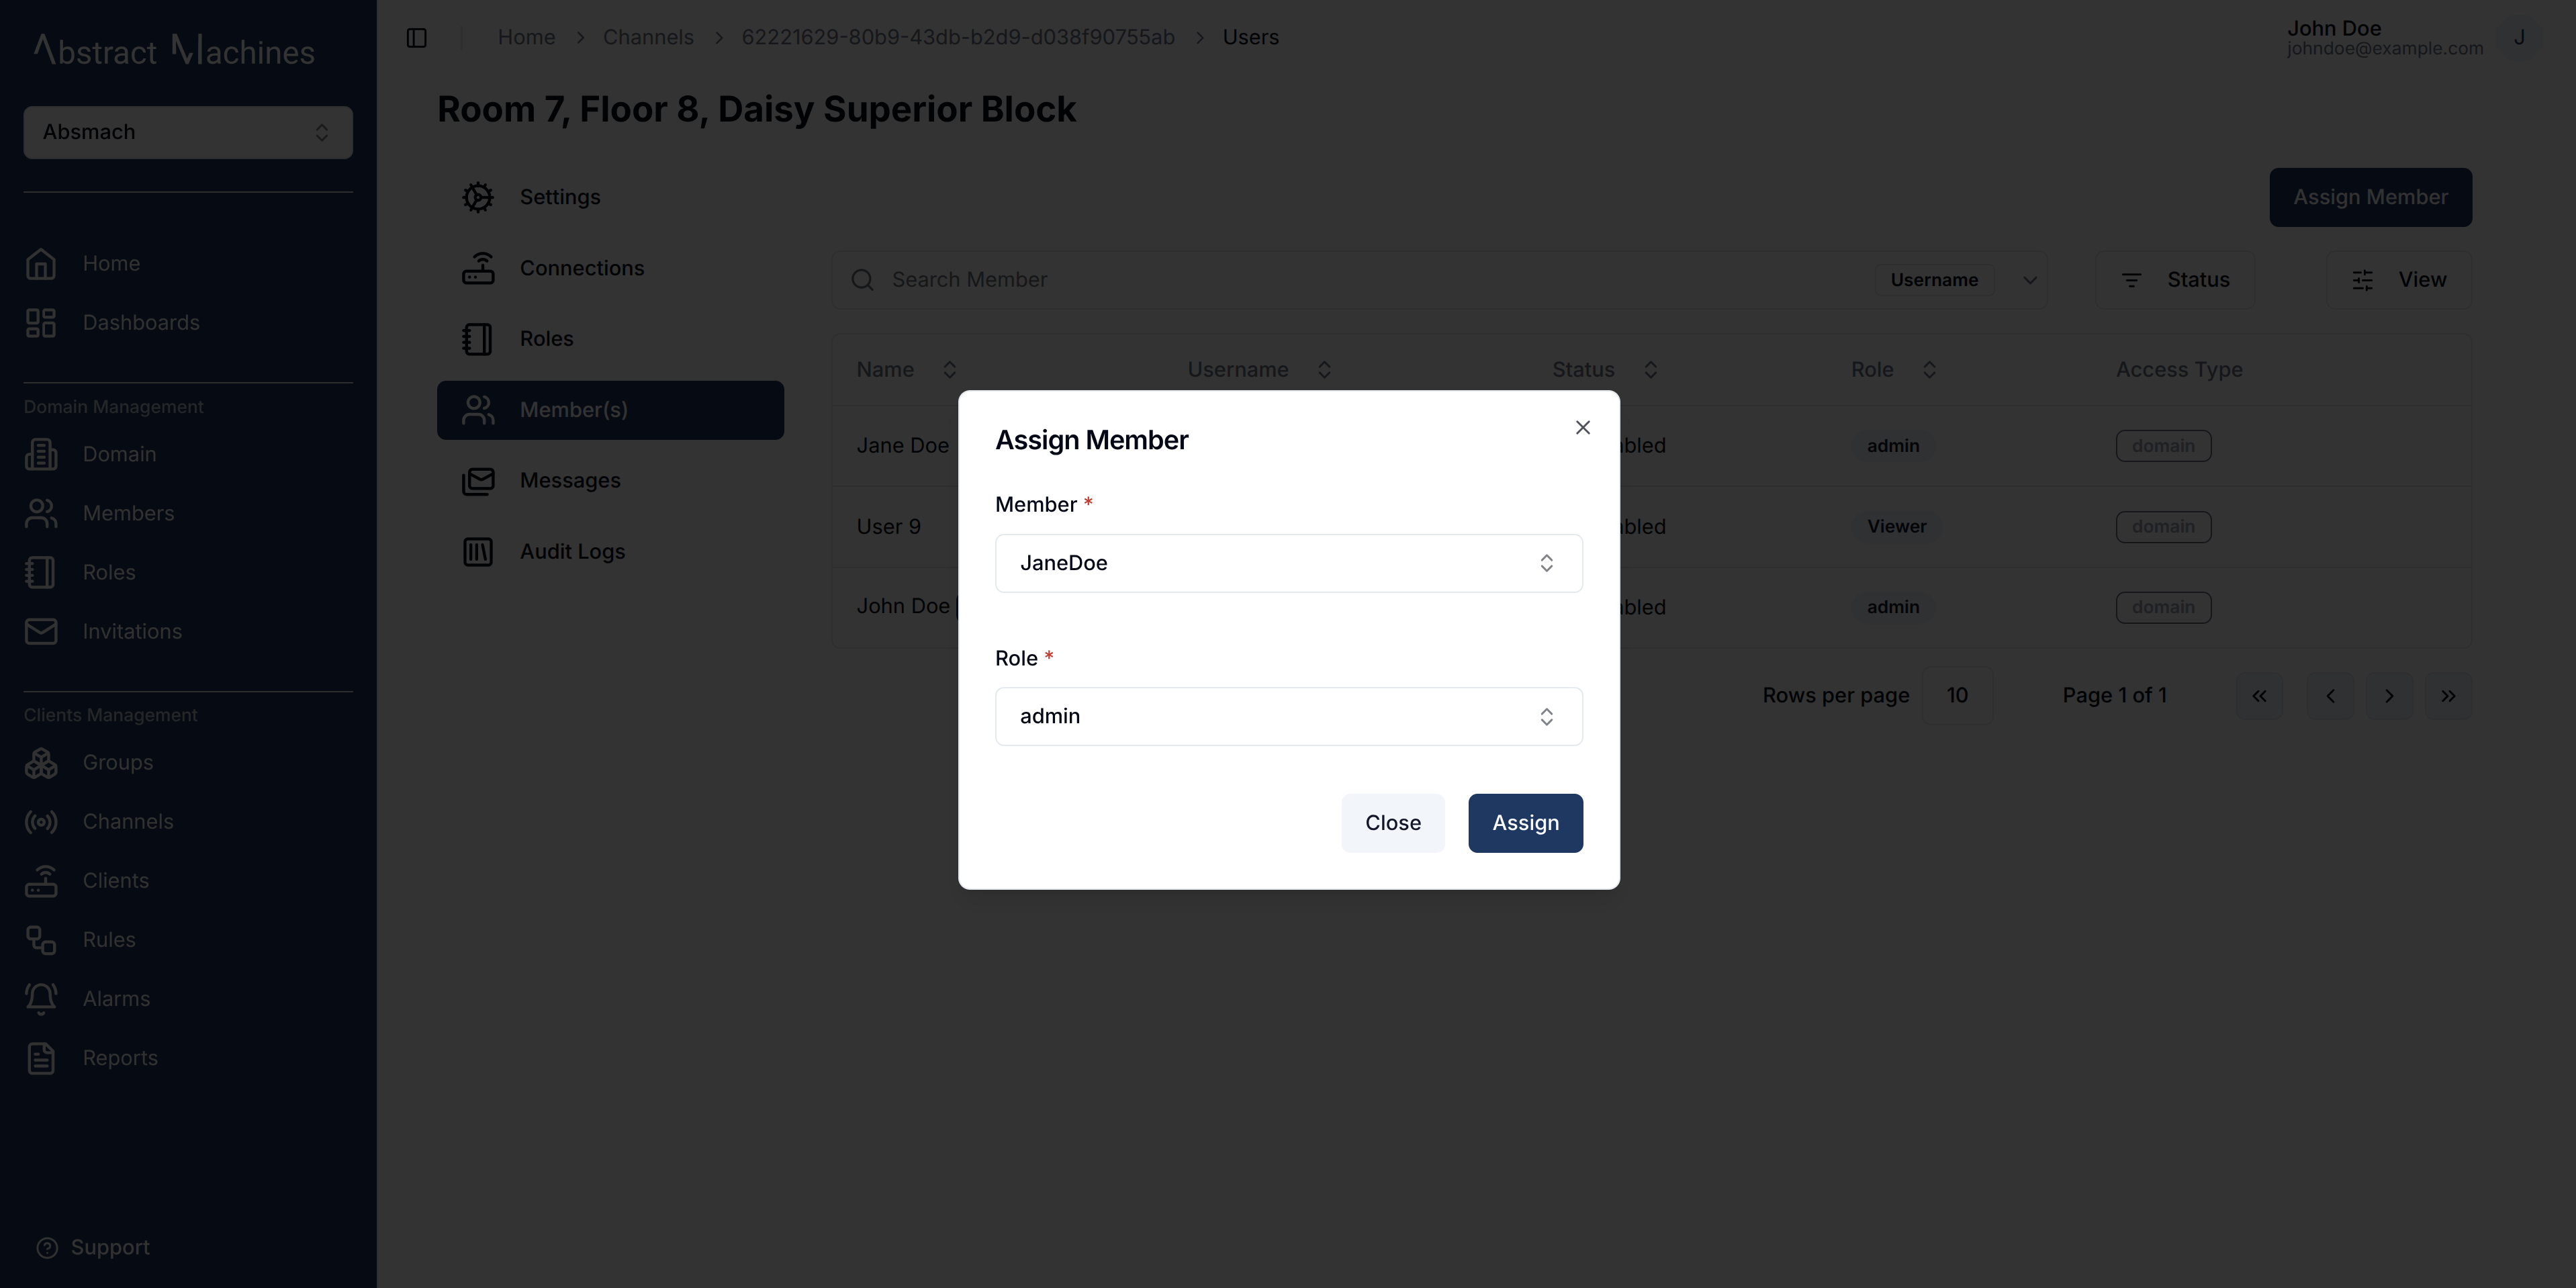 Abstract Machines
Absmach
Home
Dashboards
Domain Management
Domain
Members
Roles
Invitations
Clients Management
Groups
Channels
Clients
Rules
Alarms
Reports
Support
Home > Channels > 62221629-80b9-43db-b2d9-d038f90755ab > Users
John Doe
johndoe@example.com
J
Room 7, Floor 8, Daisy Superior Block
Settings
Connections
Roles
Member(s)
Messages
Audit Logs
Assign Member
Search Member Username Status View
Name Username Status Role Access Type
Jane Doe bled admin domain
User 9 bled Viewer domain
John Doe bled admin domain
Rows per page 10 Page 1 of 1
Assign Member
Member *
JaneDoe
Role *
admin
Close Assign